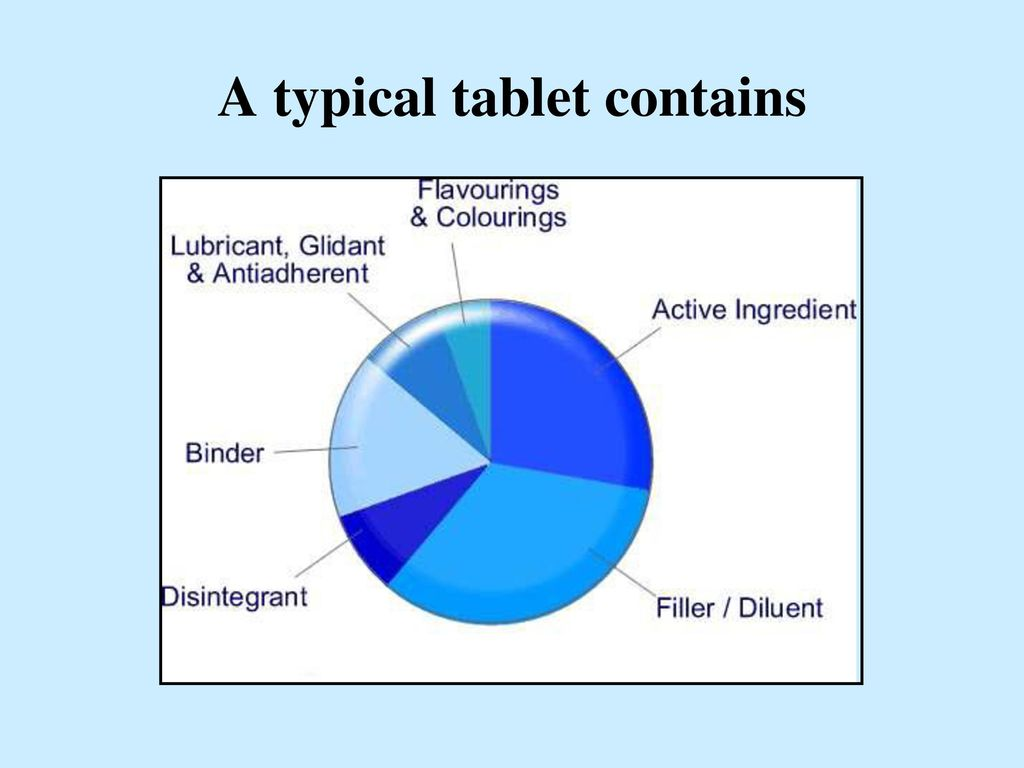 A typical tablet contains
Flavourings
& Colourings
Lubricant, Glidant
& Antiadherent
Active Ingredient
Binder
Disintegrant
Filler / Diluent